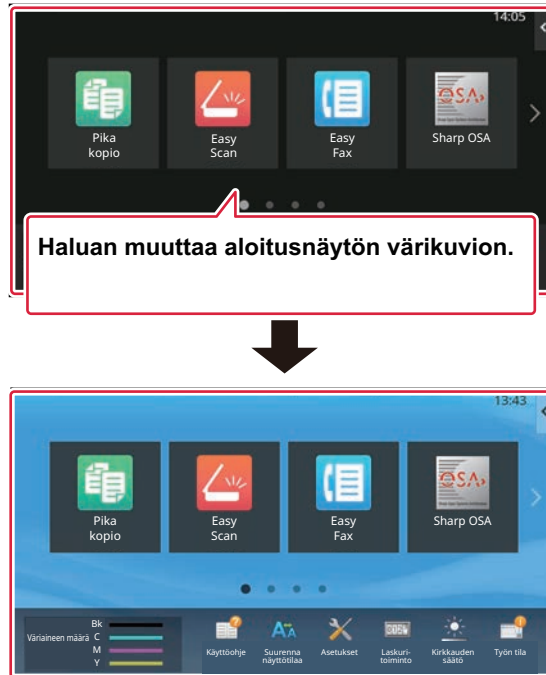 14:05
Pika
kopio
Easy
Scan
Easy
Fax
Sharp OSA
Haluan muuttaa aloitusnäytön värikuvion.
13:43
Pika
kopio
Easy
Scan
Easy
Fax
Sharp OSA
Väriaineen määrä
Bk
C
M
Y
Käyttöohje
Suurenna
näyttötilaa
Asetukset
Laskuri-
toiminto
Kirkkauden
säätö
Työn tila